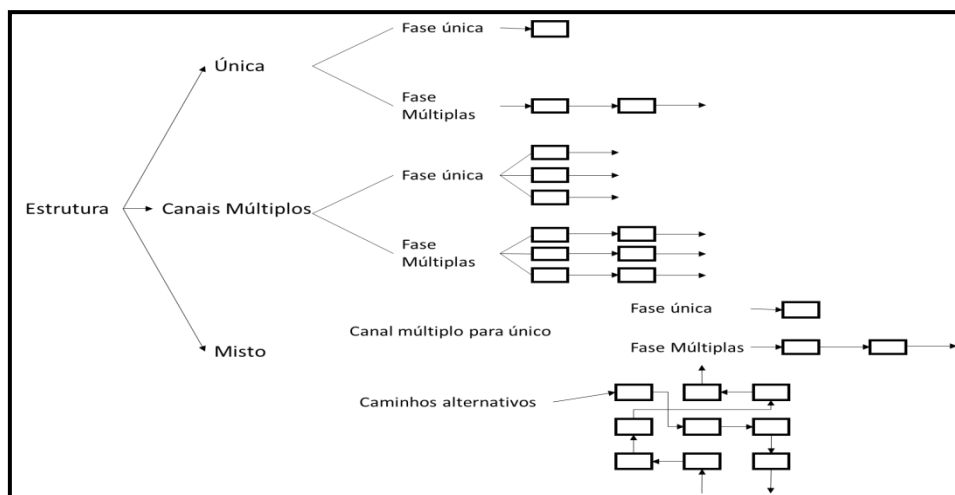 Fase única
Única
Fase
Múltiplas
Fase única
Estrutura
Canais Múltiplos
Fase
Múltiplas
Fase única
Canal múltiplo para único
Misto
Fase Múltiplas
Caminhos alternativos